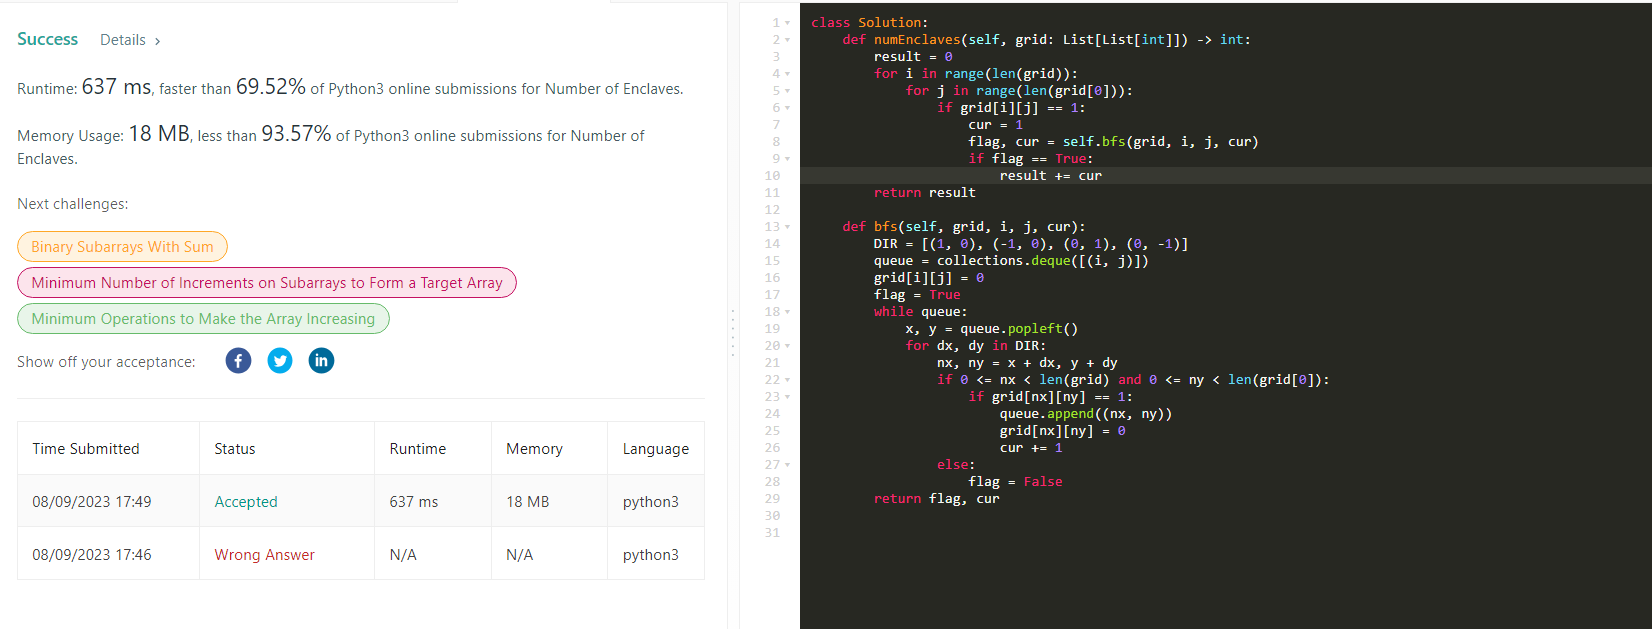 Success Details >
Runtime: 637 ms, faster than 69.52% of Python3 online submissions for Number of Enclaves.
Memory Usage: 18 MB, less than 93.57% of Python3 online submissions for Number of
Enclaves.
Next challenges:
Binary Subarrays With Sum
Minimum Number of Increments on Subarrays to Form a Target Array
Minimum Operations to Make the Array Increasing
Show off your acceptance: f in
Time Submitted Status Runtime Memory Language
08/09/2023 17:49 Accepted 637 ms 18 MB python3
08/09/2023 17:46 Wrong Answer N/A N/A python3
1 class Solution:
2     def numEnclaves(self, grid: List[List[int]]) -> int:
3         result = 0
4         for i in range(len(grid)):
5             for j in range(len(grid[0])):
6                 if grid[i][j] == 1:
7                     cur = 1
8                     flag, cur = self.bfs(grid, i, j, cur)
9                     if flag == True:
10                         result += cur
11         return result
12
13     def bfs(self, grid, i, j, cur):
14         DIR = [(1, 0), (-1, 0), (0, 1), (0, -1)]
15         queue = collections.deque([(i, j)])
16         grid[i][j] = 0
17         flag = True
18         while queue:
19             x, y = queue.popleft()
20             for dx, dy in DIR:
21                 nx, ny = x + dx, y + dy
22                 if 0 <= nx < len(grid) and 0 <= ny < len(grid[0]):
23                     if grid[nx][ny] == 1:
24                         queue.append((nx, ny))
25                         grid[nx][ny] = 0
26                         cur += 1
27                 else:
28                     flag = False
29         return flag, cur
30
31